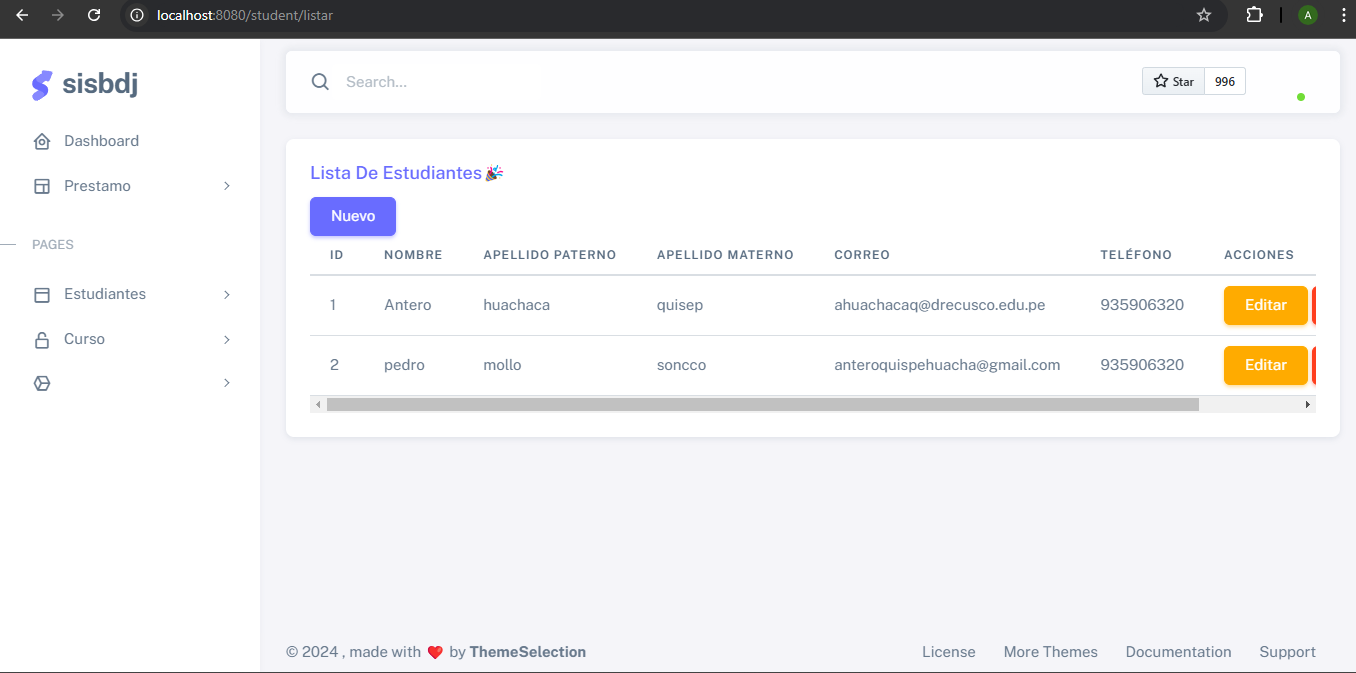 localhost:8080/student/listar
A
sisbdj
Search...
Star 996
Dashboard
Prestamo
PAGES
Estudiantes
Curso
Lista De Estudiantes
Nuevo
ID NOMBRE APELLIDO PATERNO APELLIDO MATERNO CORREO TELÉFONO ACCIONES
1 Antero huachaca quisep ahuachacaq@drecusco.edu.pe 935906320 Editar
2 pedro mollo soncco anteroquispehuacha@gmail.com 935906320 Editar
© 2024 , made with ❤️ by ThemeSelection License More Themes Documentation Support